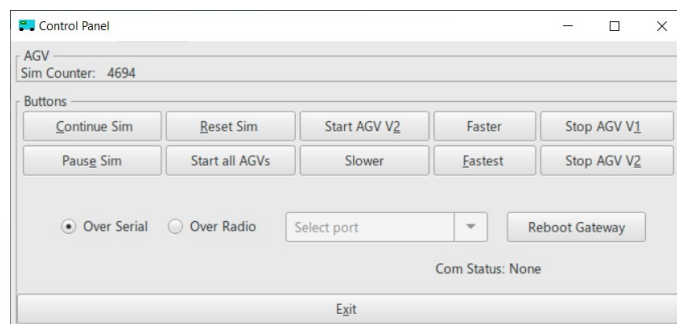 Control Panel
AGV
Sim Counter: 4694
Buttons
Continue Sim Reset Sim Start AGV V2 Faster Stop AGV V1
Pause Sim Start all AGVs Slower Fastest Stop AGV V2
Over Serial Over Radio Select port Reboot Gateway
Com Status: None
Exit